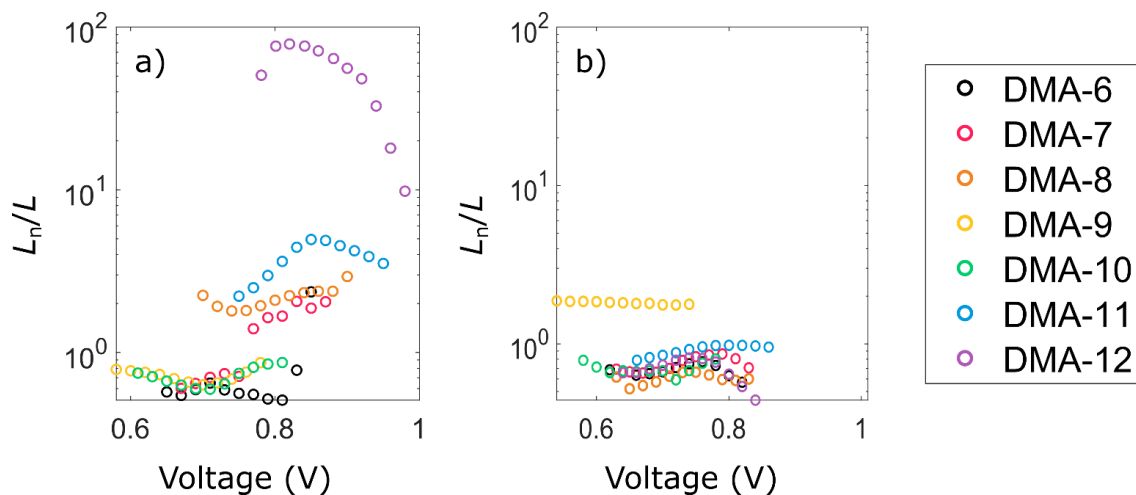 a)
10²
10¹
10⁰
Lₙ/L
0.6 0.8 1
Voltage (V)
b)
10²
10¹
10⁰
Lₙ/L
0.6 0.8 1
Voltage (V)
DMA-6
DMA-7
DMA-8
DMA-9
DMA-10
DMA-11
DMA-12